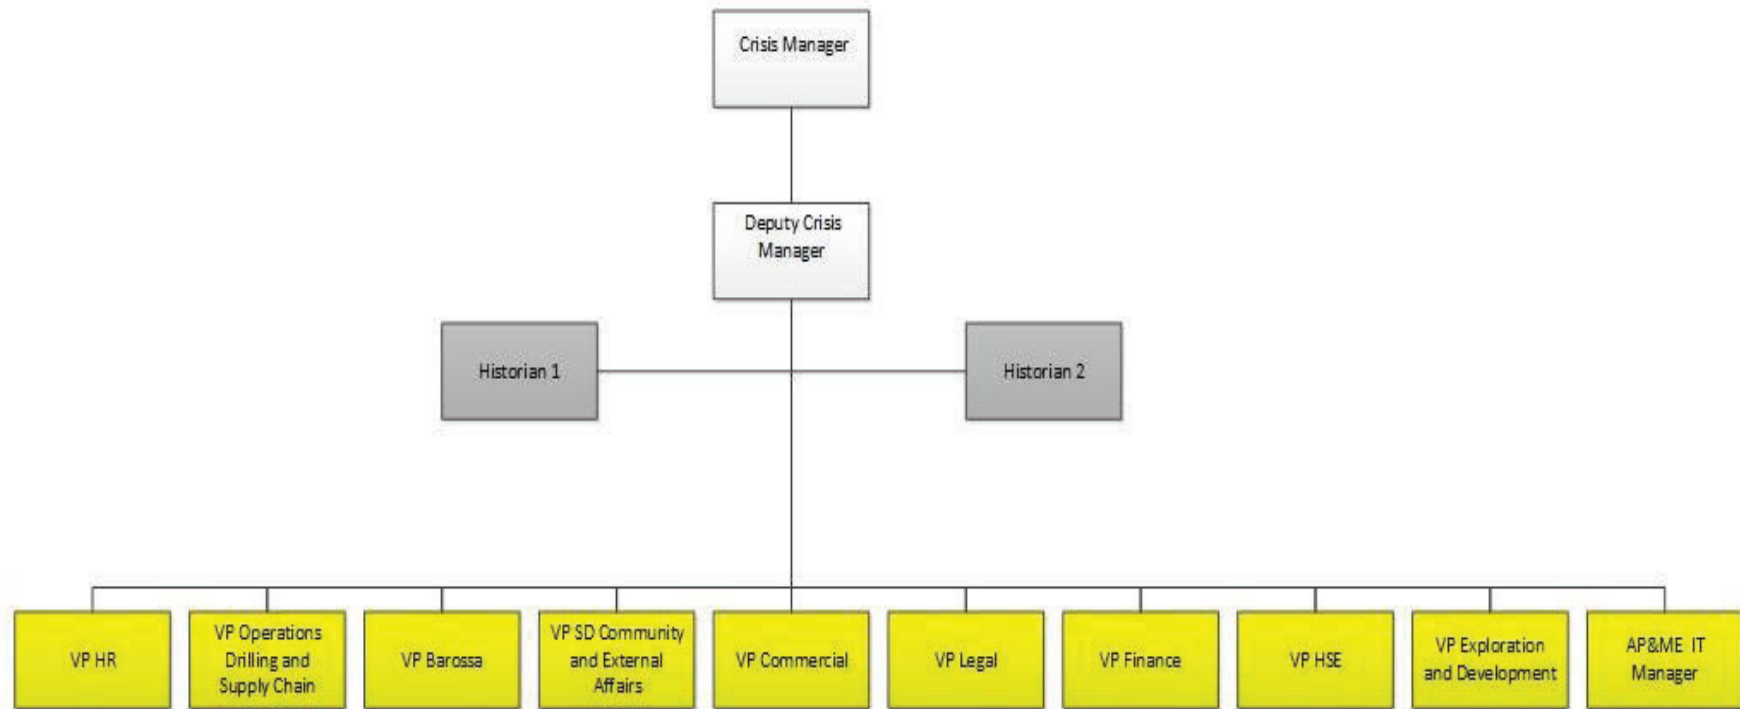 Crisis Manager
Deputy Crisis
Manager
Historian 1
Historian 2
VP HR
VP Operations
Drilling and
Supply Chain
VP Barossa
VP SD Community
and External
Affairs
VP Commercial
VP Legal
VP Finance
VP HSE
VP Exploration
and Development
AP&ME IT
Manager